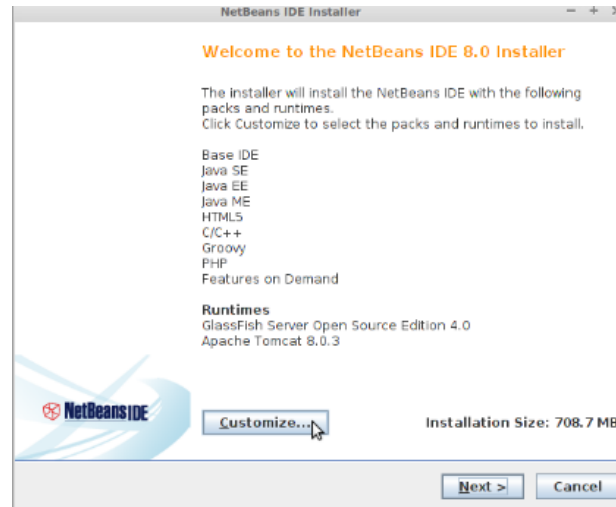 NetBeans IDE Installer
Welcome to the NetBeans IDE 8.0 Installer
The installer will install the NetBeans IDE with the following
packs and runtimes.
Click Customize to select the packs and runtimes to install.
Base IDE
Java SE
Java EE
Java ME
HTML5
C/C++
Groovy
PHP
Features on Demand
Runtimes
GlassFish Server Open Source Edition 4.0
Apache Tomcat 8.0.3
NetBeans IDE
Customize...
Installation Size: 708.7 MB
Next >
Cancel